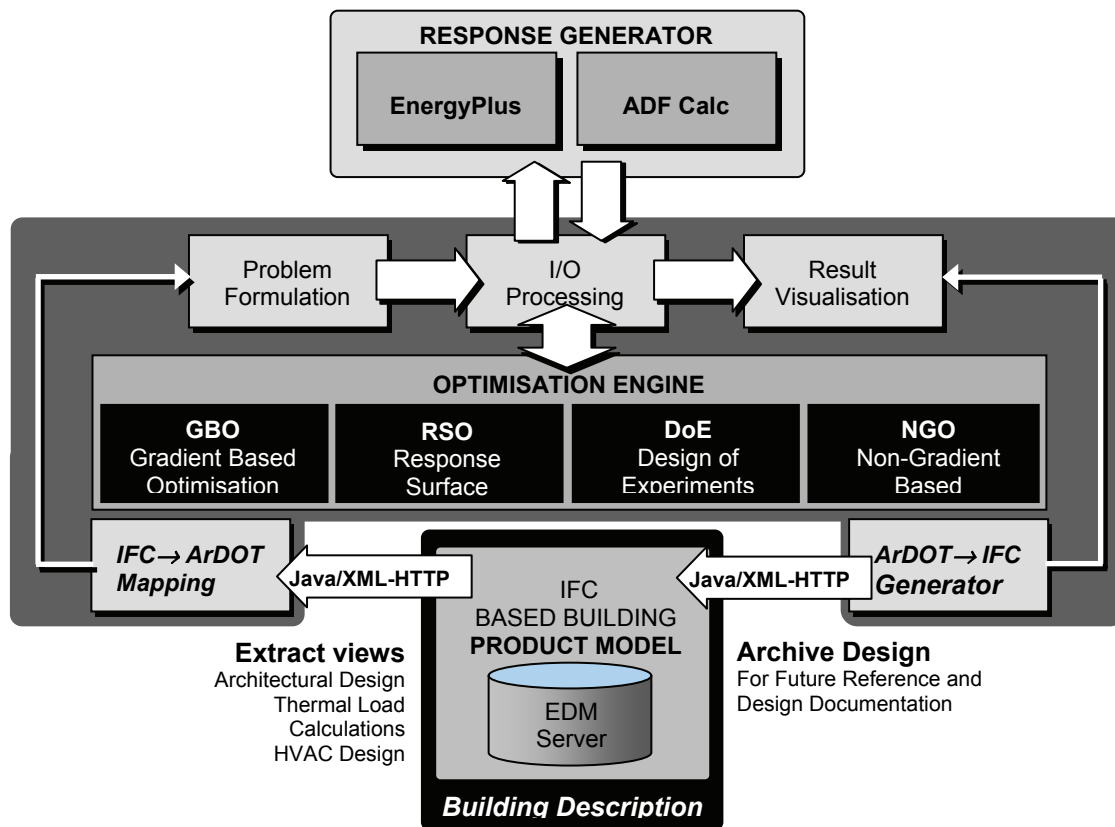 RESPONSE GENERATOR
EnergyPlus
ADF Calc
Problem
Formulation
I/O
Processing
Result
Visualisation
OPTIMISATION ENGINE
GBO
Gradient Based
Optimisation
RSO
Response
Surface
DoE
Design of
Experiments
NGO
Non-Gradient
Based
IFC→ ArDOT
Mapping
Java/XML-HTTP
IFC
BASED BUILDING
PRODUCT MODEL
EDM
Server
Building Description
Java/XML-HTTP
ArDOT→ IFC
Generator
Extract views
Architectural Design
Thermal Load
Calculations
HVAC Design
Archive Design
For Future Reference and
Design Documentation